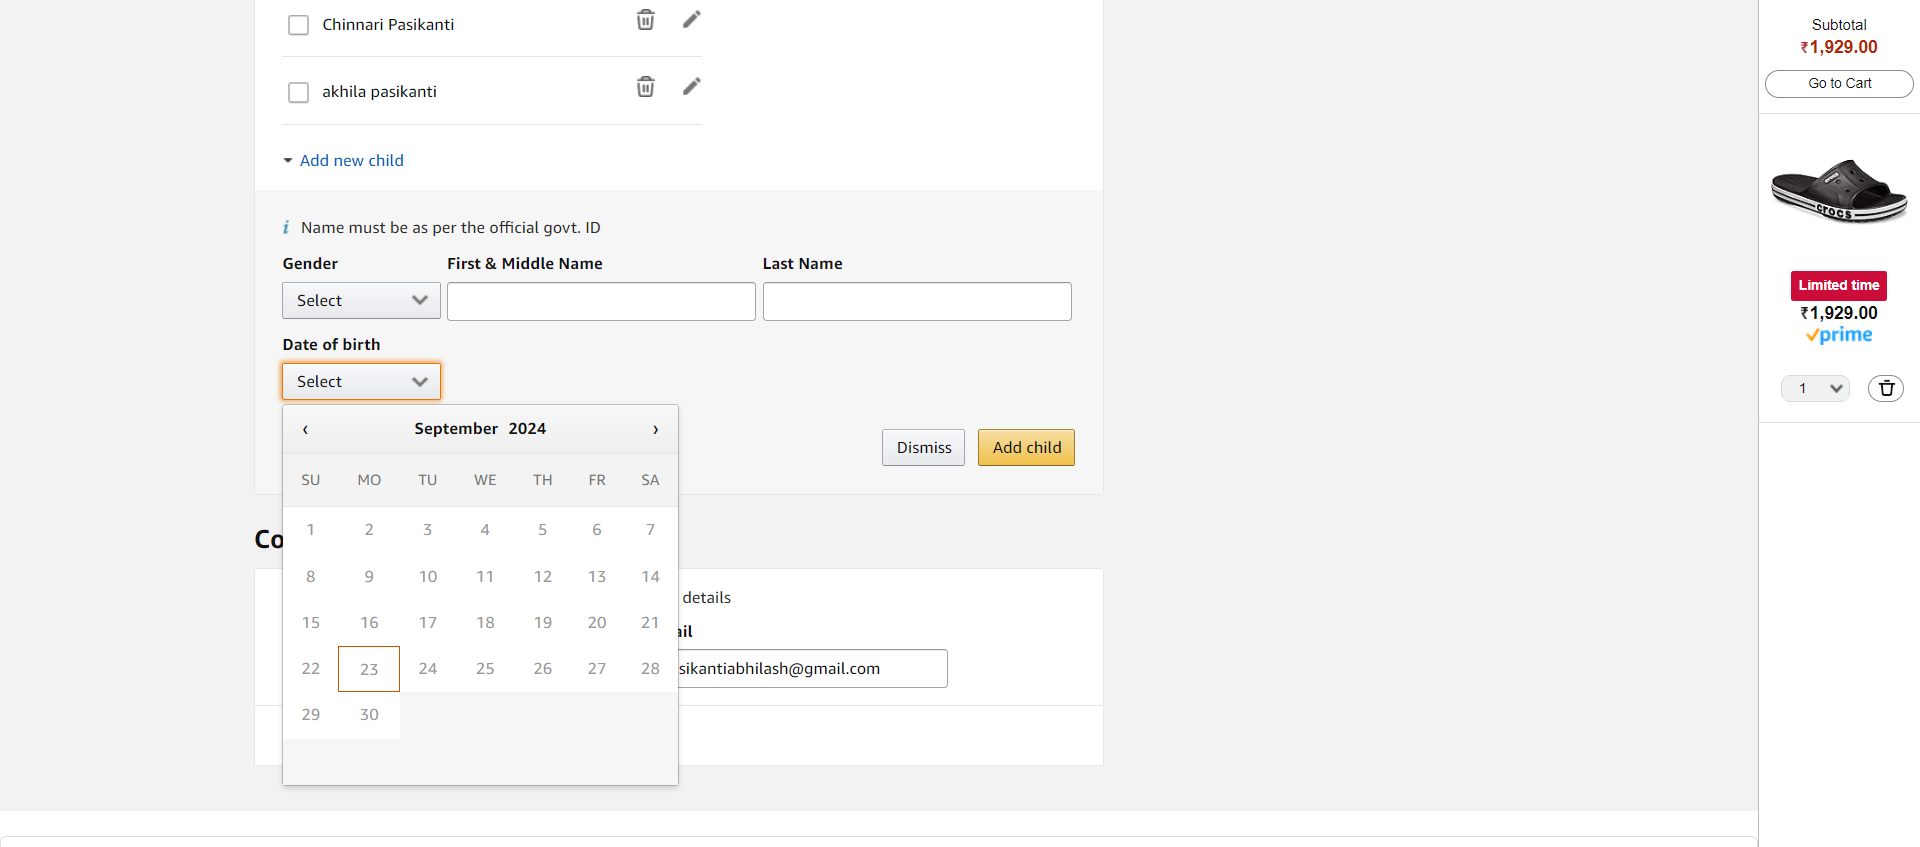 Chinnari Pasikanti
akhila pasikanti
Add new child
i Name must be as per the official govt. ID
Gender First & Middle Name Last Name
Select
Date of birth
Select
‹ September 2024 ›
SU MO TU WE TH FR SA
1 2 3 4 5 6 7
8 9 10 11 12 13 14
15 16 17 18 19 20 21
22 23 24 25 26 27 28
29 30
Dismiss Add child
Co
details
ail
sikantiabhilash@gmail.com
Subtotal
₹1,929.00
Go to Cart
crocs
Limited time
₹1,929.00
prime
1